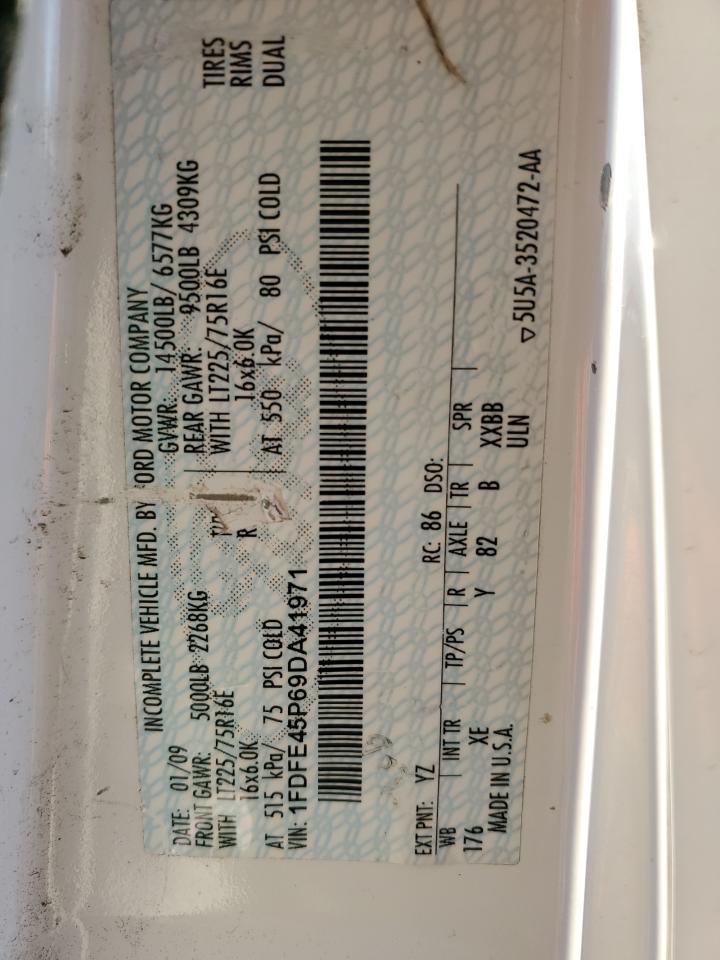 INCOMPLETE VEHICLE MFD. BY FORD MOTOR COMPANY
DATE: 01/09 GVWR: 14500LB/ 6577KG
FRONT GAWR: 5000LB 2268KG REAR GAWR: 9500LB 4309KG
WITH LT225/75R16E WITH LT225/75R16E TIRES
16x6.0K R 16x6.0K RIMS
AT 515 kPa/ 75 PSI COLD AT 550 kPa/ 80 PSI COLD DUAL
VIN: 1FDFE45P69DA41971
EXT PNT: YZ RC: 86 DSO:
WB INT TR TP/PS R AXLE TR SPR
176 XE Y 82 B XXBB
MADE IN U.S.A. ULN
5U5A-3520472-AA